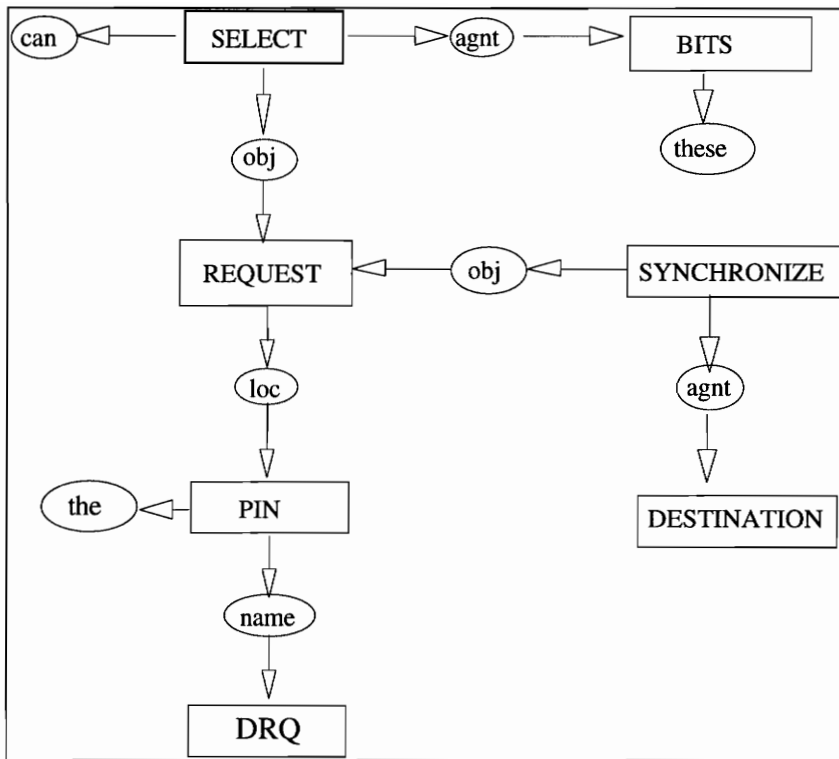 can
SELECT
agnt
BITS
these
obj
REQUEST
obj
SYNCHRONIZE
loc
agnt
the
PIN
DESTINATION
name
DRQ